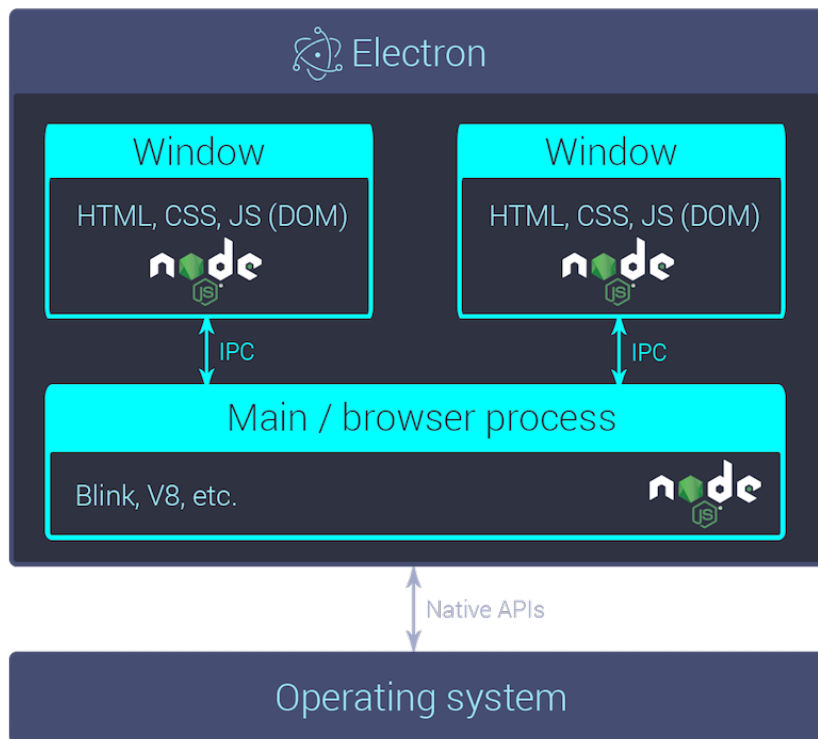 Electron
Window
Window
HTML, CSS, JS (DOM)
HTML, CSS, JS (DOM)
node
JS
node
JS
IPC
IPC
Main / browser process
Blink, V8, etc.
node
JS
Native APIs
Operating system